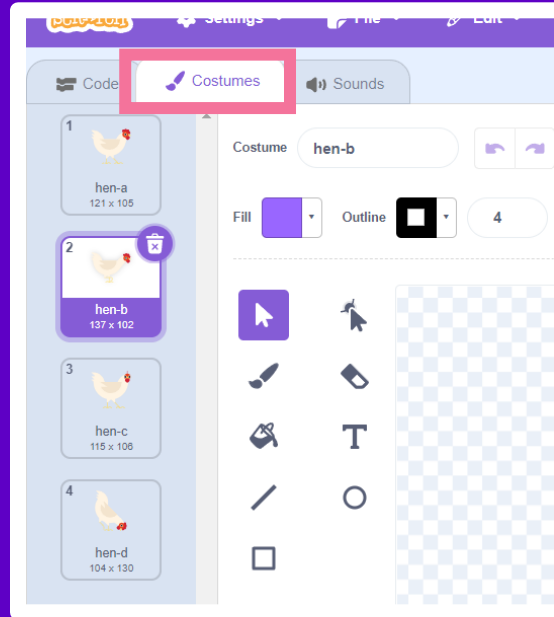 Settings File Edit
Code Costumes Sounds
1
hen-a
121 x 105
2
hen-b
137 x 102
3
hen-c
115 x 106
4
hen-d
104 x 130
Costume hen-b
Fill Outline 4
T